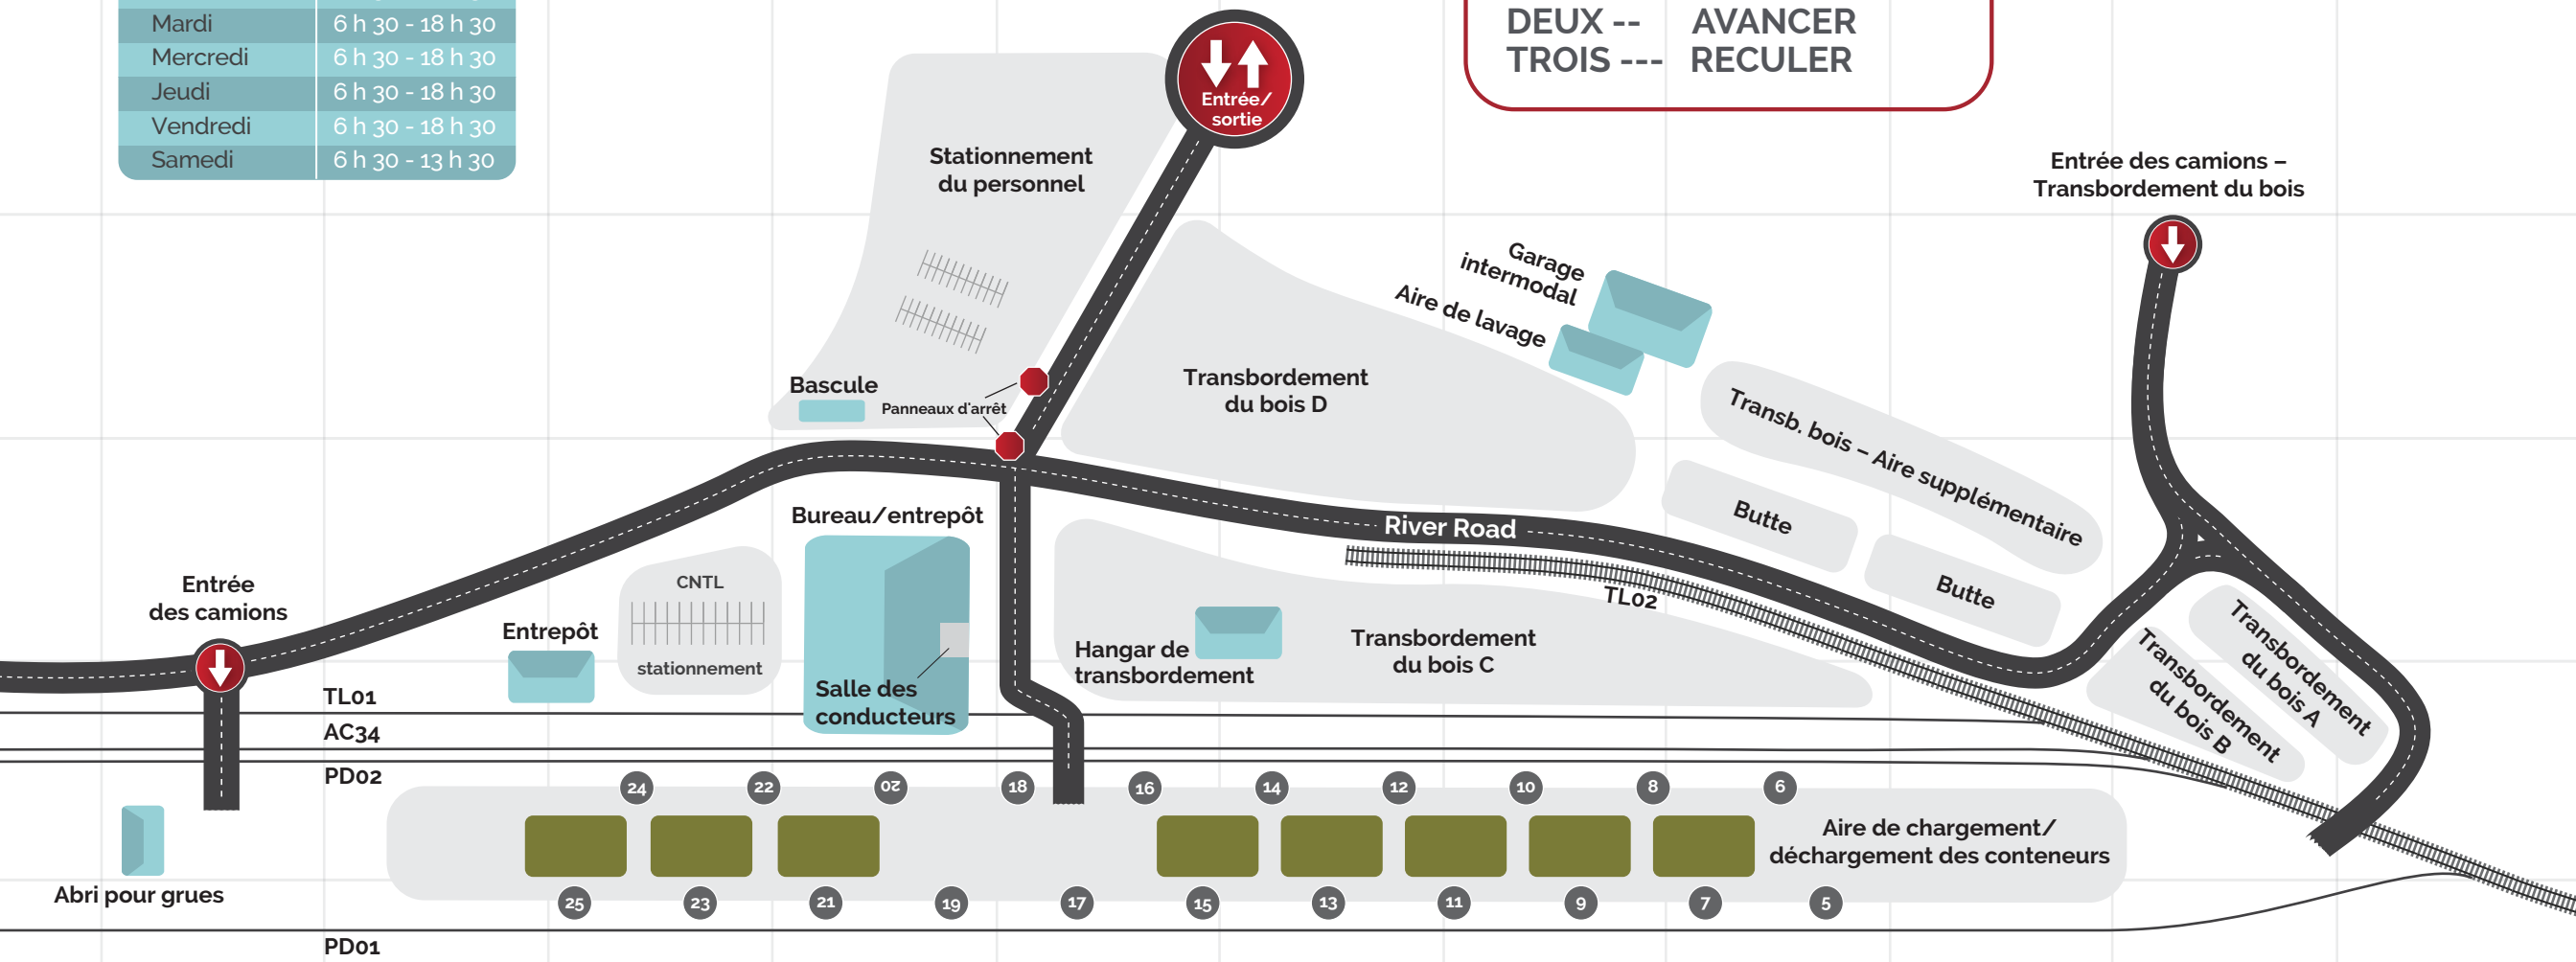 Mardi 6 h 30 - 18 h 30
Mercredi 6 h 30 - 18 h 30
Jeudi 6 h 30 - 18 h 30
Vendredi 6 h 30 - 18 h 30
Samedi 6 h 30 - 13 h 30
DEUX -- AVANCER
TROIS --- RECULER
Entrée/
sortie
Stationnement
du personnel
Entrée des camions –
Transbordement du bois
Garage
intermodal
Aire de lavage
Bascule
Panneaux d'arrêt
Transbordement
du bois D
Transb. bois – Aire supplémentaire
Butte
Butte
River Road
TL02
Bureau/entrepôt
Entrée
des camions
CNTL
stationnement
Entrepôt
Salle des
conducteurs
Hangar de
transbordement
Transbordement
du bois C
Transbordement
du bois A
Transbordement
du bois B
TL01
AC34
PD02
24 22 20 18 16 14 12 10 8 6
Aire de chargement/
déchargement des conteneurs
Abri pour grues
25 23 21 19 17 15 13 11 9 7 5
PD01